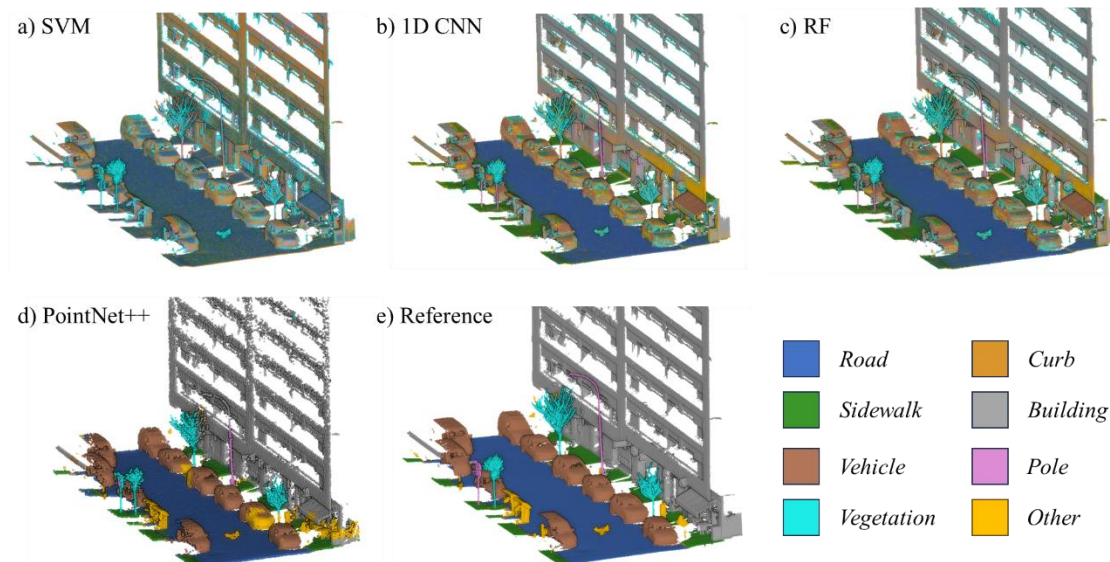 a) SVM
b) 1D CNN
c) RF
d) PointNet++
e) Reference
Road
Curb
Sidewalk
Building
Vehicle
Pole
Vegetation
Other